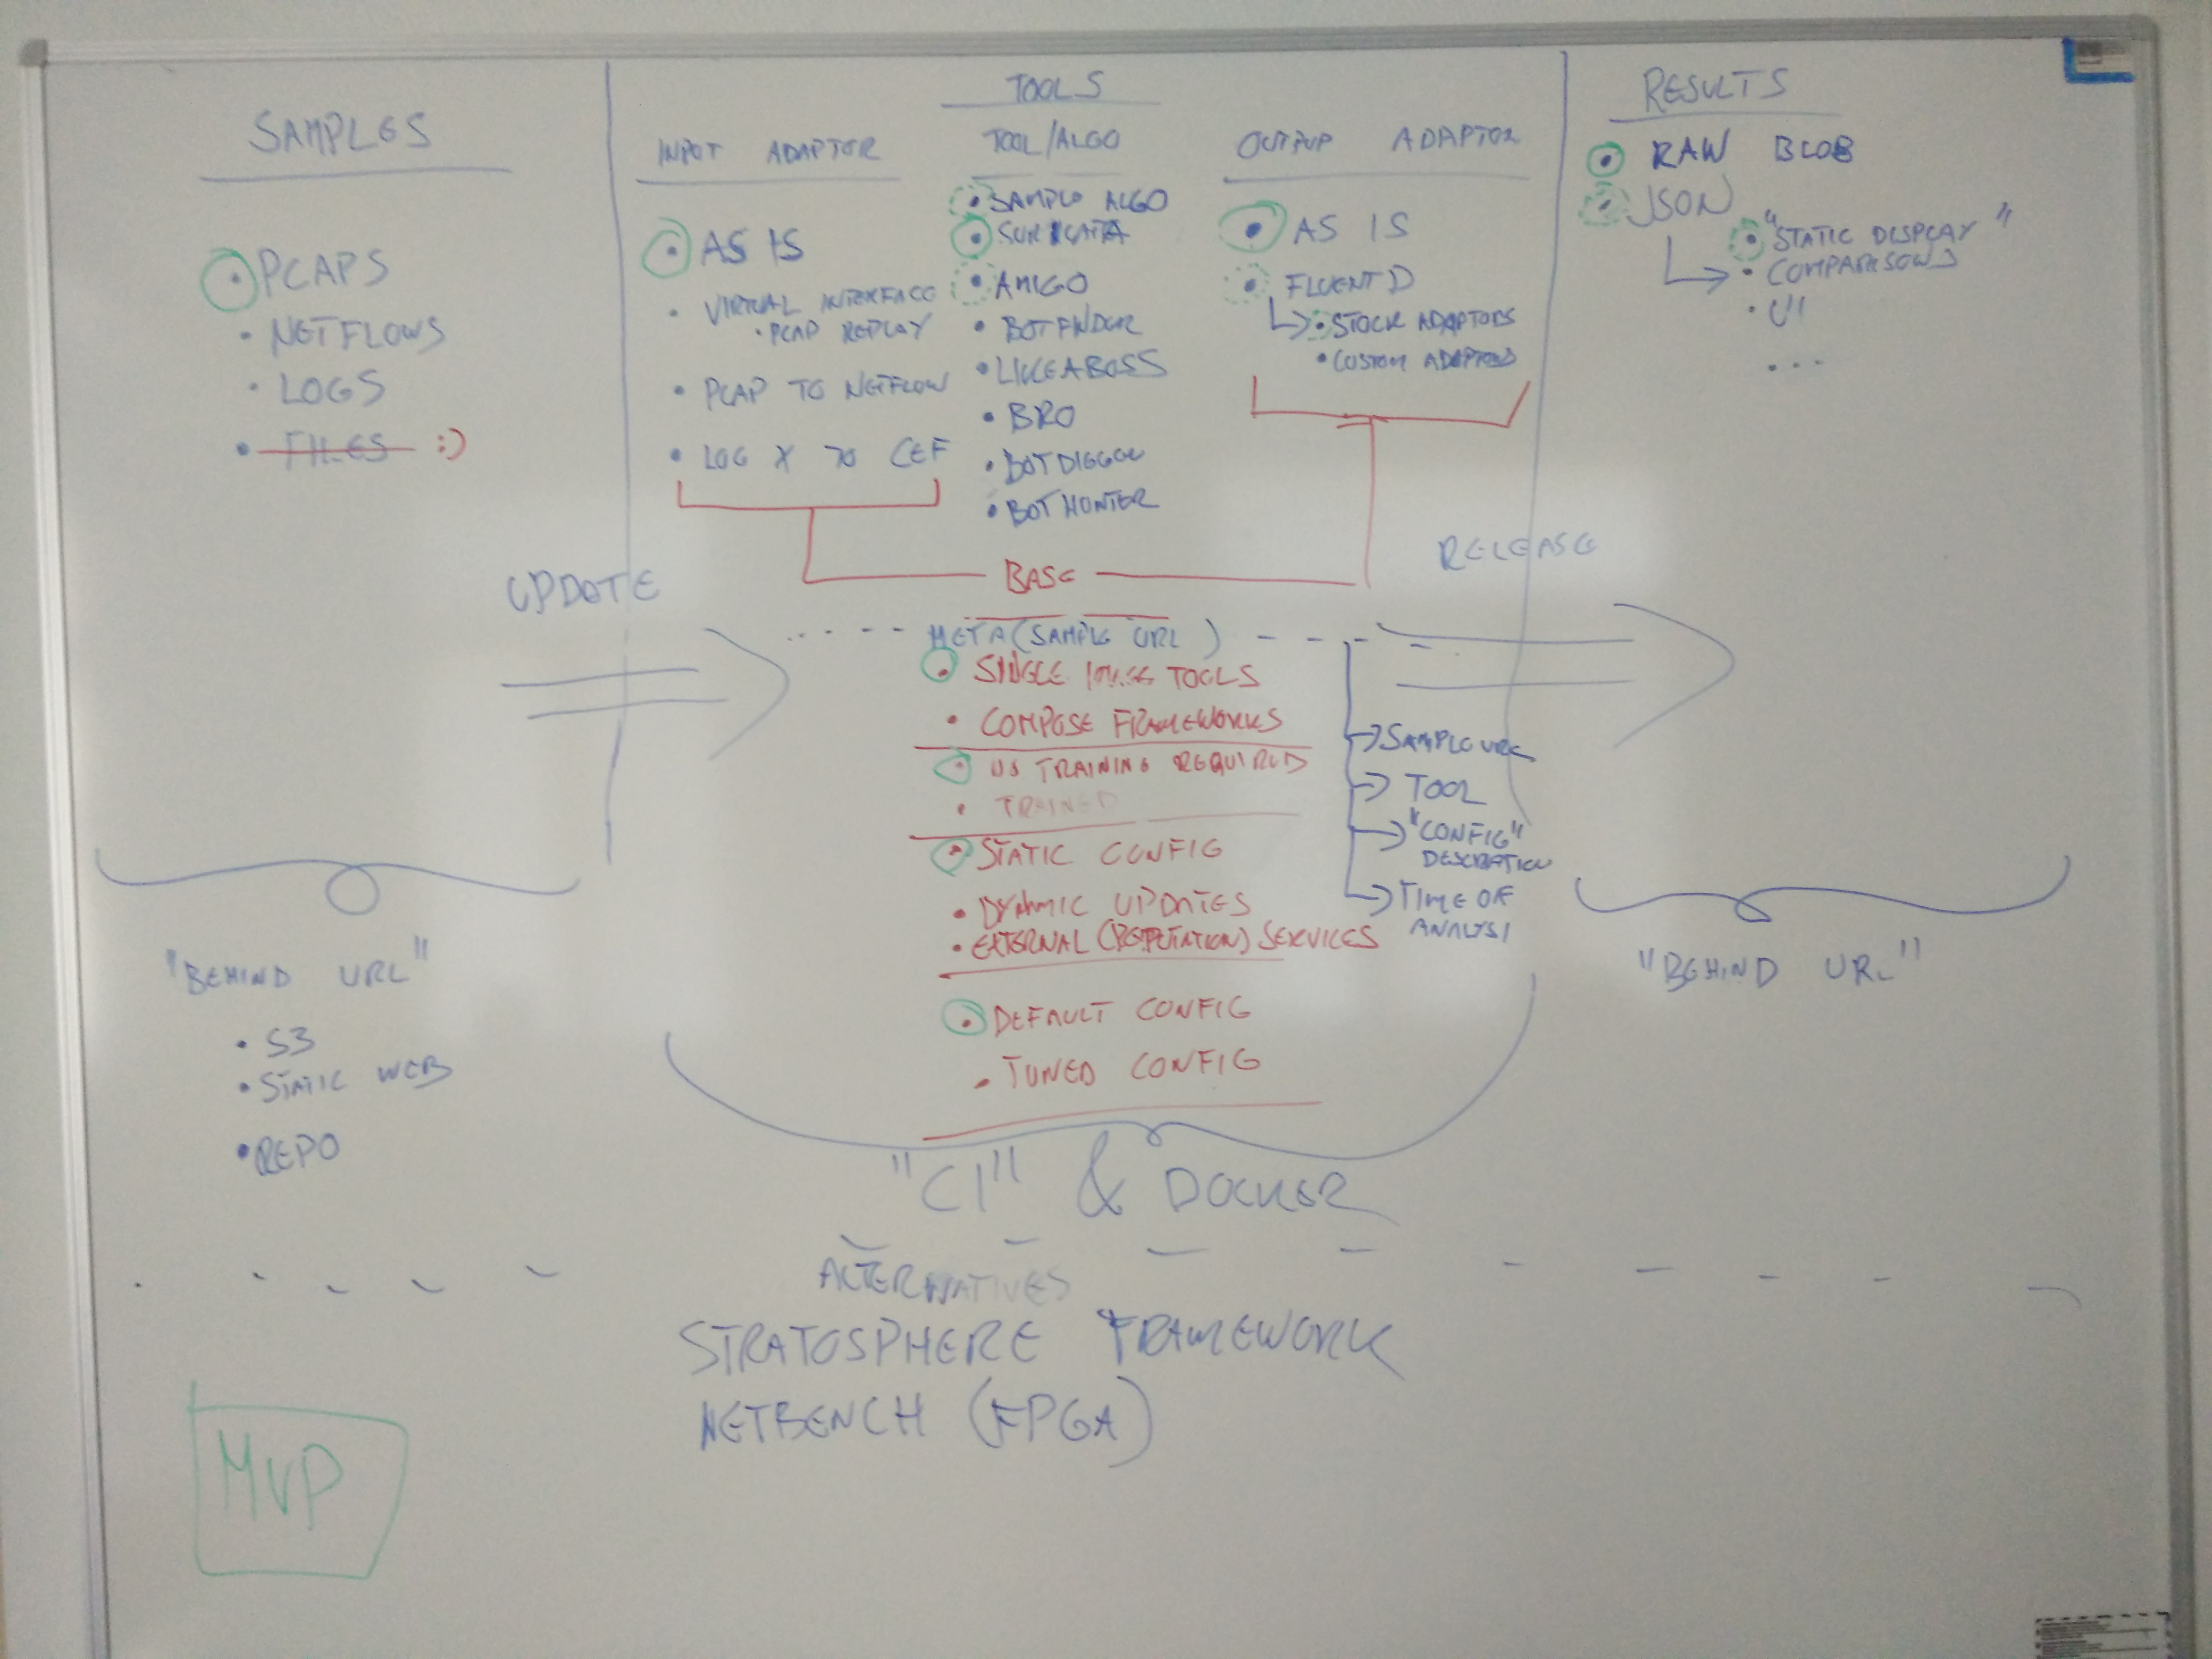 SAMPLES
PCAPS
NETFLOWS
LOGS
FILES :)
TOOLS
INPUT ADAPTOR
AS IS
VIRTUAL INTERFACE
PCAP REPLAY
PCAP TO NETFLOW
LOG X TO CEF
TOOL/ALGO
SAMPLE ALGO
SURICATA
AMIGO
BOTFINDER
LIKEABOSS
BRO
BOTDIGGER
BOTHUNTER
OUTPUP ADAPTOR
AS IS
FLUENTD
STOCK ADAPTORS
CUSTOM ADAPTORS
RESULTS
RAW BLOB
JSON
"STATIC DISPLAY"
COMPARISONS
UI
...
UPDATE
BASE
RELEASE
META (SAMPLE URL)
SINGLE IMAGE TOOLS
COMPOSE FRAMEWORKS
NO TRAINING REQUIRED
TRAINED
STATIC CONFIG
DYNAMIC UPDATES
EXTERNAL (REPUTATION) SERVICES
DEFAULT CONFIG
TUNED CONFIG
SAMPLE URL
TOOL
"CONFIG"
DESCRIPTION
TIME OF
ANALYSI
"BEHIND URL"
S3
STATIC WEB
REPO
"BEHIND URL"
"CI" & DOCKER
ALTERNATIVES
STRATOSPHERE FRAMEWORK
NETBENCH (FPGA)
MVP